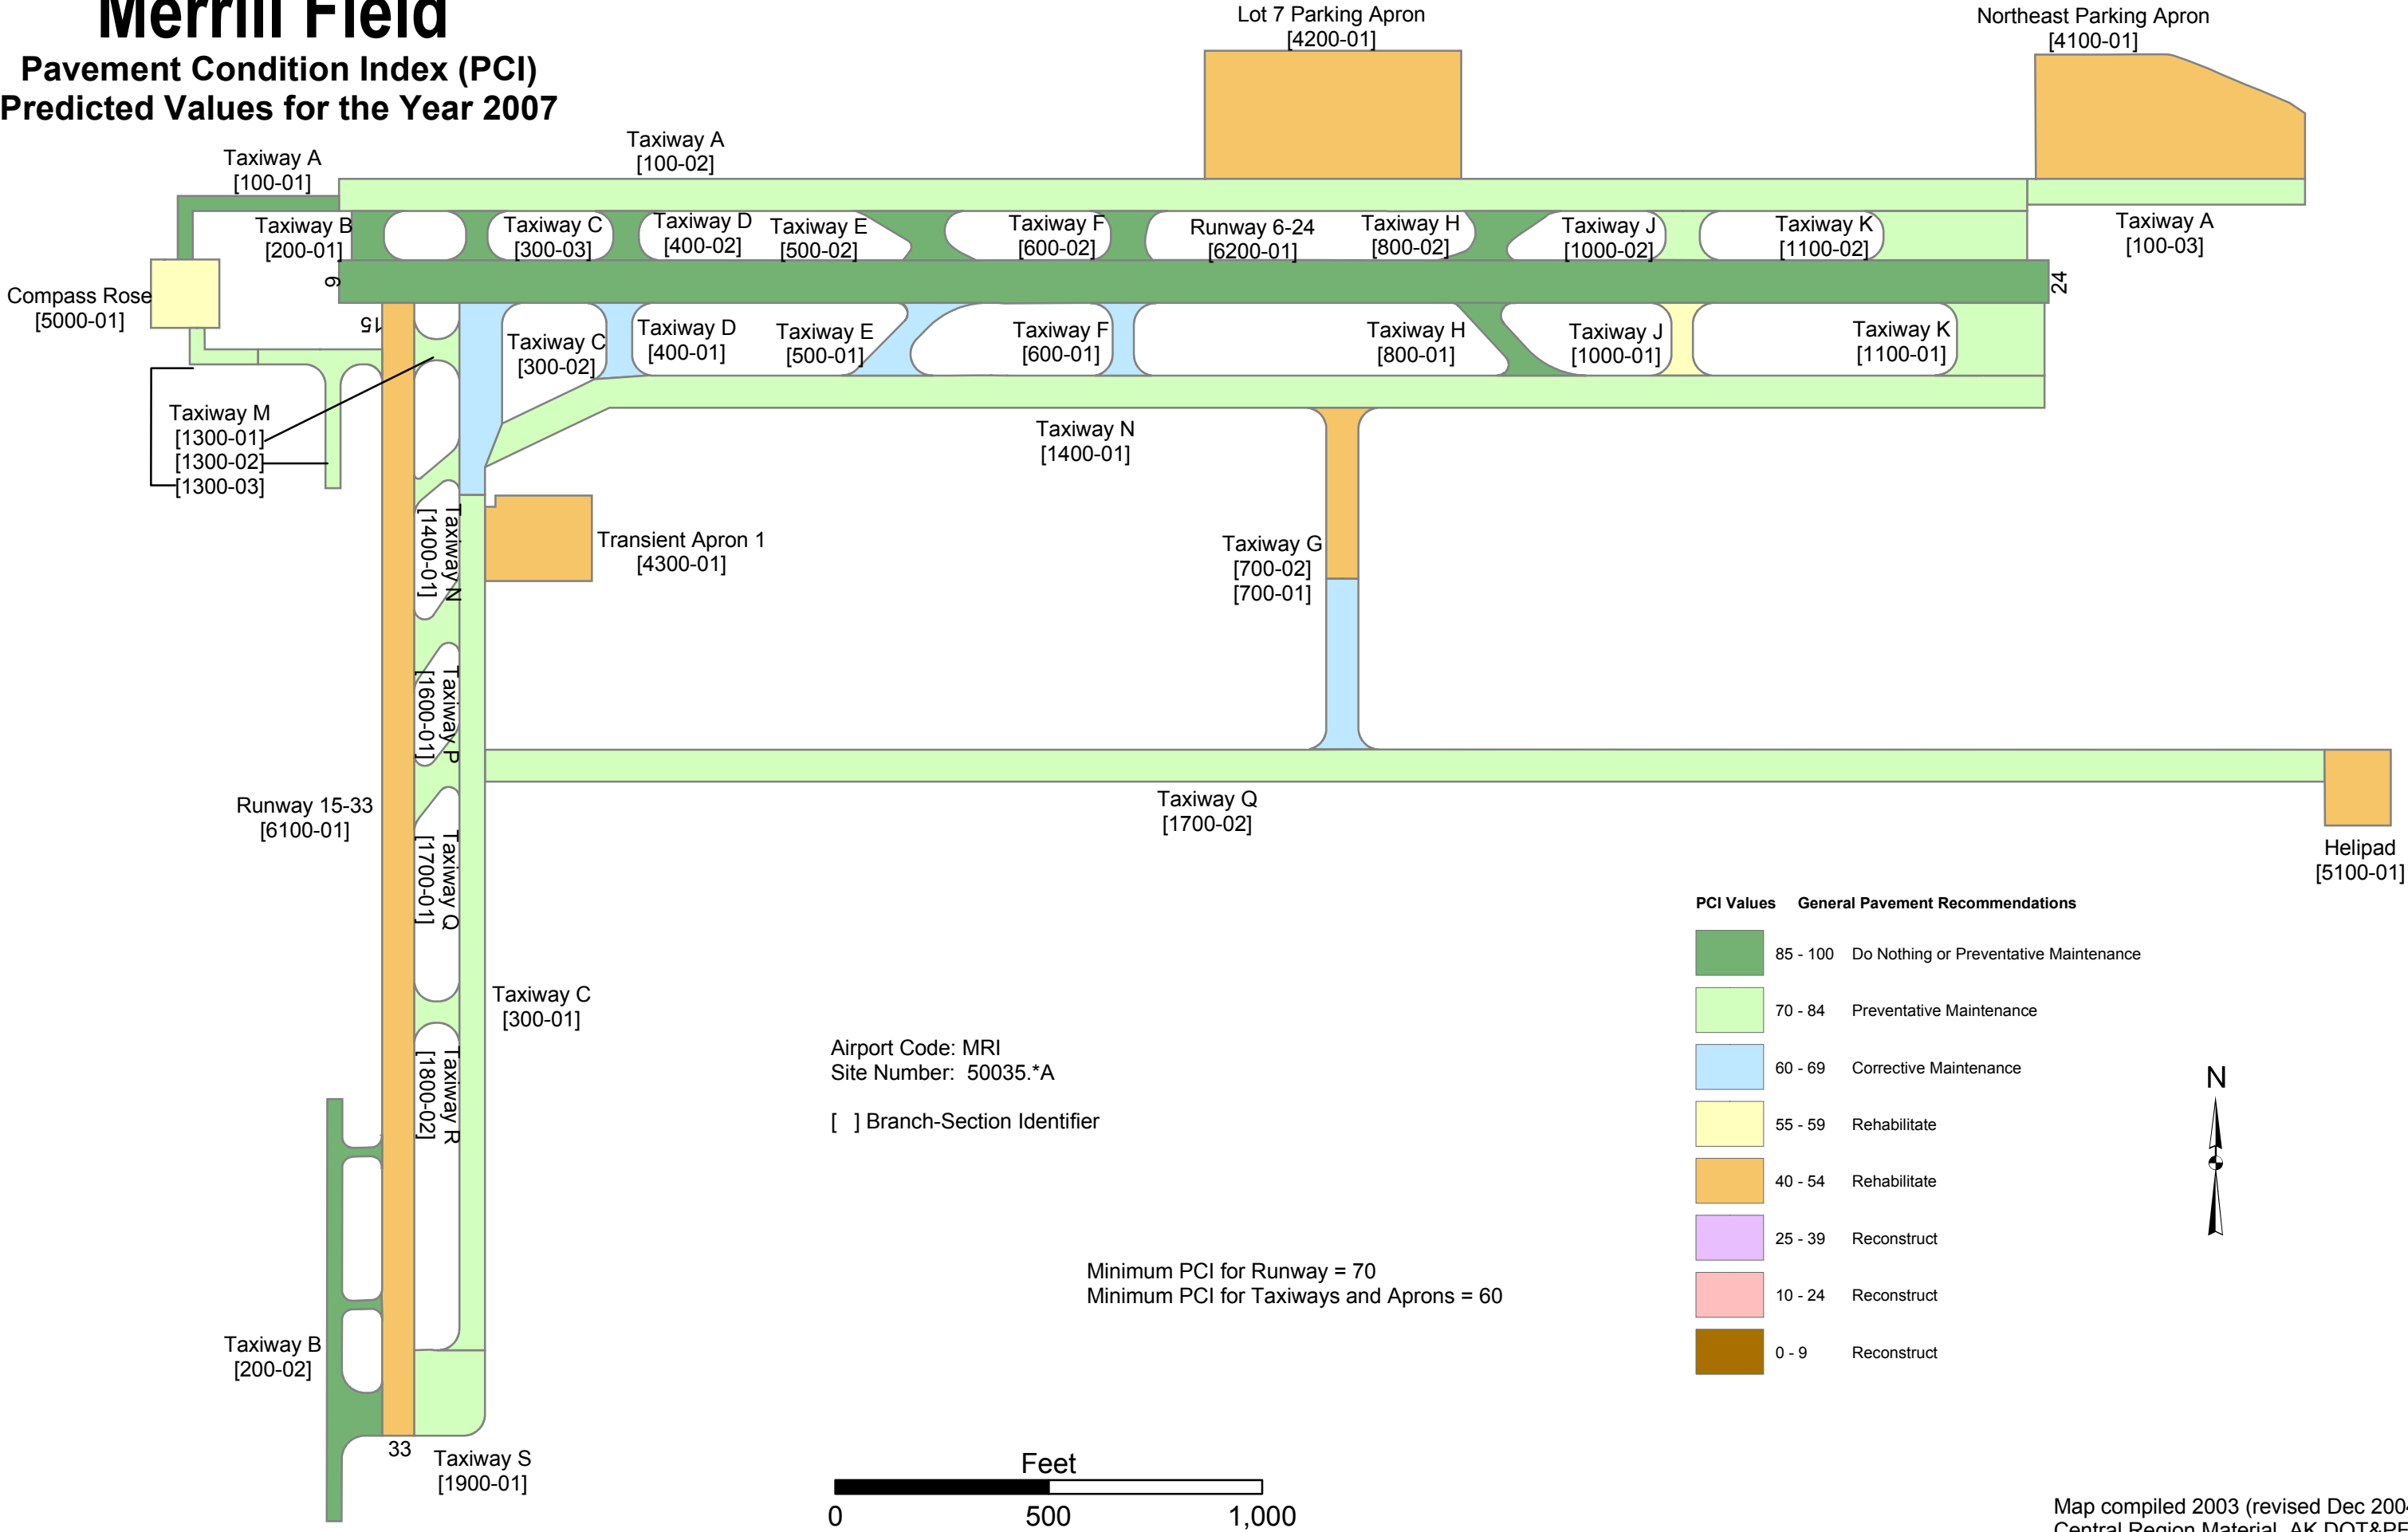 Merrill Field
Pavement Condition Index (PCI)
Predicted Values for the Year 2007
Lot 7 Parking Apron
[4200-01]
Northeast Parking Apron
[4100-01]
Taxiway A
[100-01]
Taxiway A
[100-02]
Taxiway B
[200-01]
Taxiway C
[300-03]
Taxiway D
[400-02]
Taxiway E
[500-02]
Taxiway F
[600-02]
Runway 6-24
[6200-01]
Taxiway H
[800-02]
Taxiway J
[1000-02]
Taxiway K
[1100-02]
Taxiway A
[100-03]
6
24
Compass Rose
[5000-01]
15
Taxiway C
[300-02]
Taxiway D
[400-01]
Taxiway E
[500-01]
Taxiway F
[600-01]
Taxiway H
[800-01]
Taxiway J
[1000-01]
Taxiway K
[1100-01]
Taxiway M
[1300-01]
[1300-02]
[1300-03]
Taxiway N
[1400-01]
Taxiway N
[1400-01]
Transient Apron 1
[4300-01]
Taxiway G
[700-02]
[700-01]
Taxiway P
[1600-01]
Runway 15-33
[6100-01]
Taxiway Q
[1700-02]
Taxiway Q
[1700-01]
Helipad
[5100-01]
Taxiway C
[300-01]
Taxiway R
[1800-02]
Airport Code: MRI
Site Number:  50035.*A
[  ] Branch-Section Identifier
PCI Values General Pavement Recommendations
85 - 100 Do Nothing or Preventative Maintenance
70 - 84 Preventative Maintenance
60 - 69 Corrective Maintenance
55 - 59 Rehabilitate
40 - 54 Rehabilitate
25 - 39 Reconstruct
10 - 24 Reconstruct
0 - 9 Reconstruct
N
Minimum PCI for Runway = 70
Minimum PCI for Taxiways and Aprons = 60
Taxiway B
[200-02]
33
Taxiway S
[1900-01]
Feet
0 500 1,000
Map compiled 2003 (revised Dec 2004
Central Region Material, AK DOT&PF